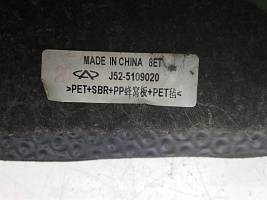 MADE IN CHINA 8ET
J52-5109020
>PET+SBR+PP蜂窝板+PET毡<